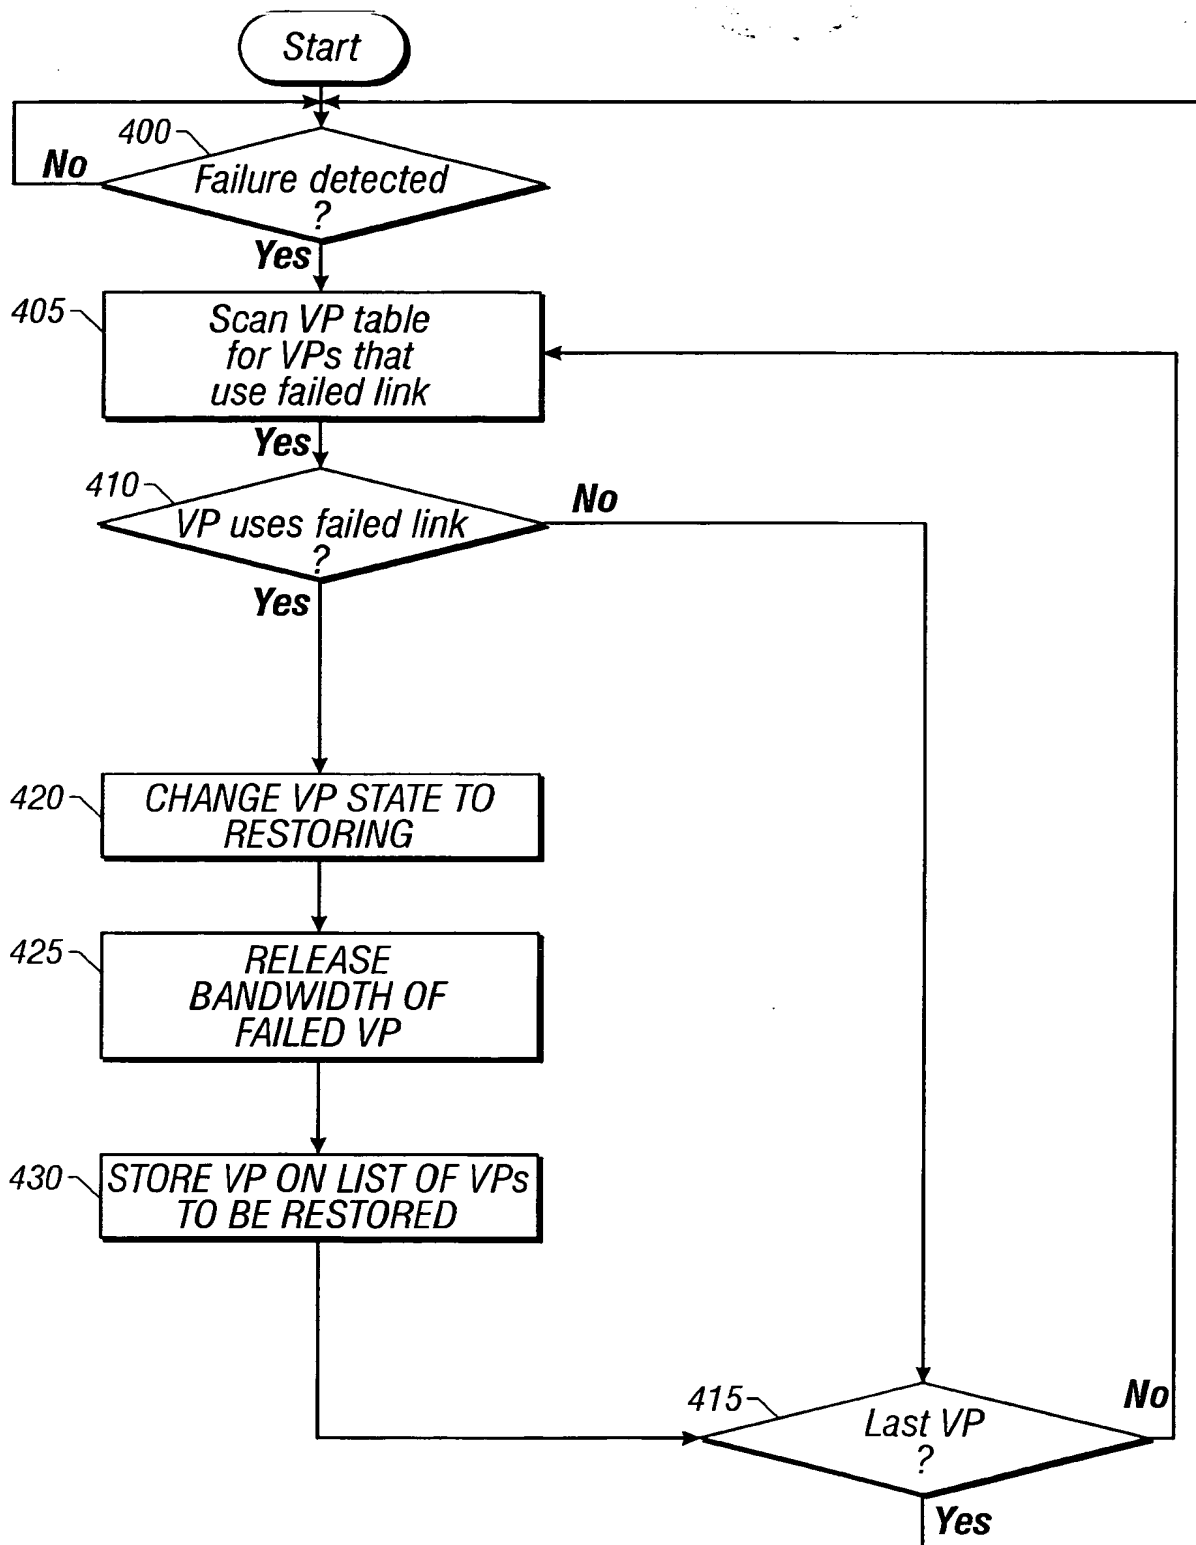 Start
400
No
Failure detected
?
Yes
405
Scan VP table
for VPs that
use failed link
Yes
410
No
VP uses failed link
?
Yes
420
CHANGE VP STATE TO
RESTORING
425
RELEASE
BANDWIDTH OF
FAILED VP
430
STORE VP ON LIST OF VPs
TO BE RESTORED
415
No
Last VP
?
Yes